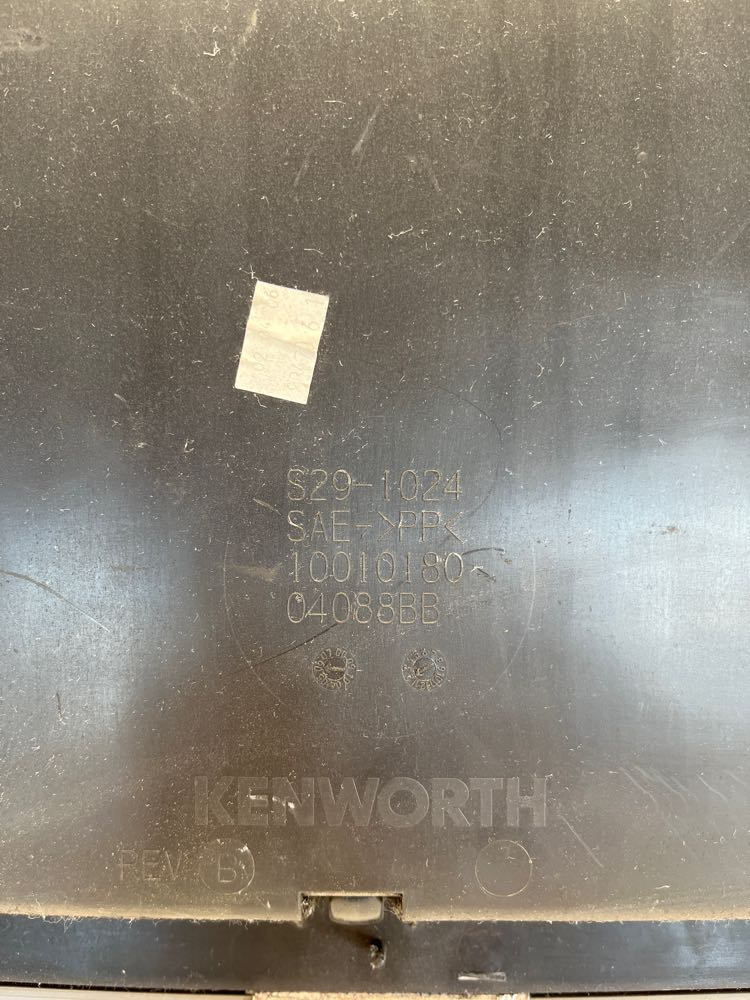 S29-1024
SAE->PP<
10010180
04088BB
KENWORTH
REV B